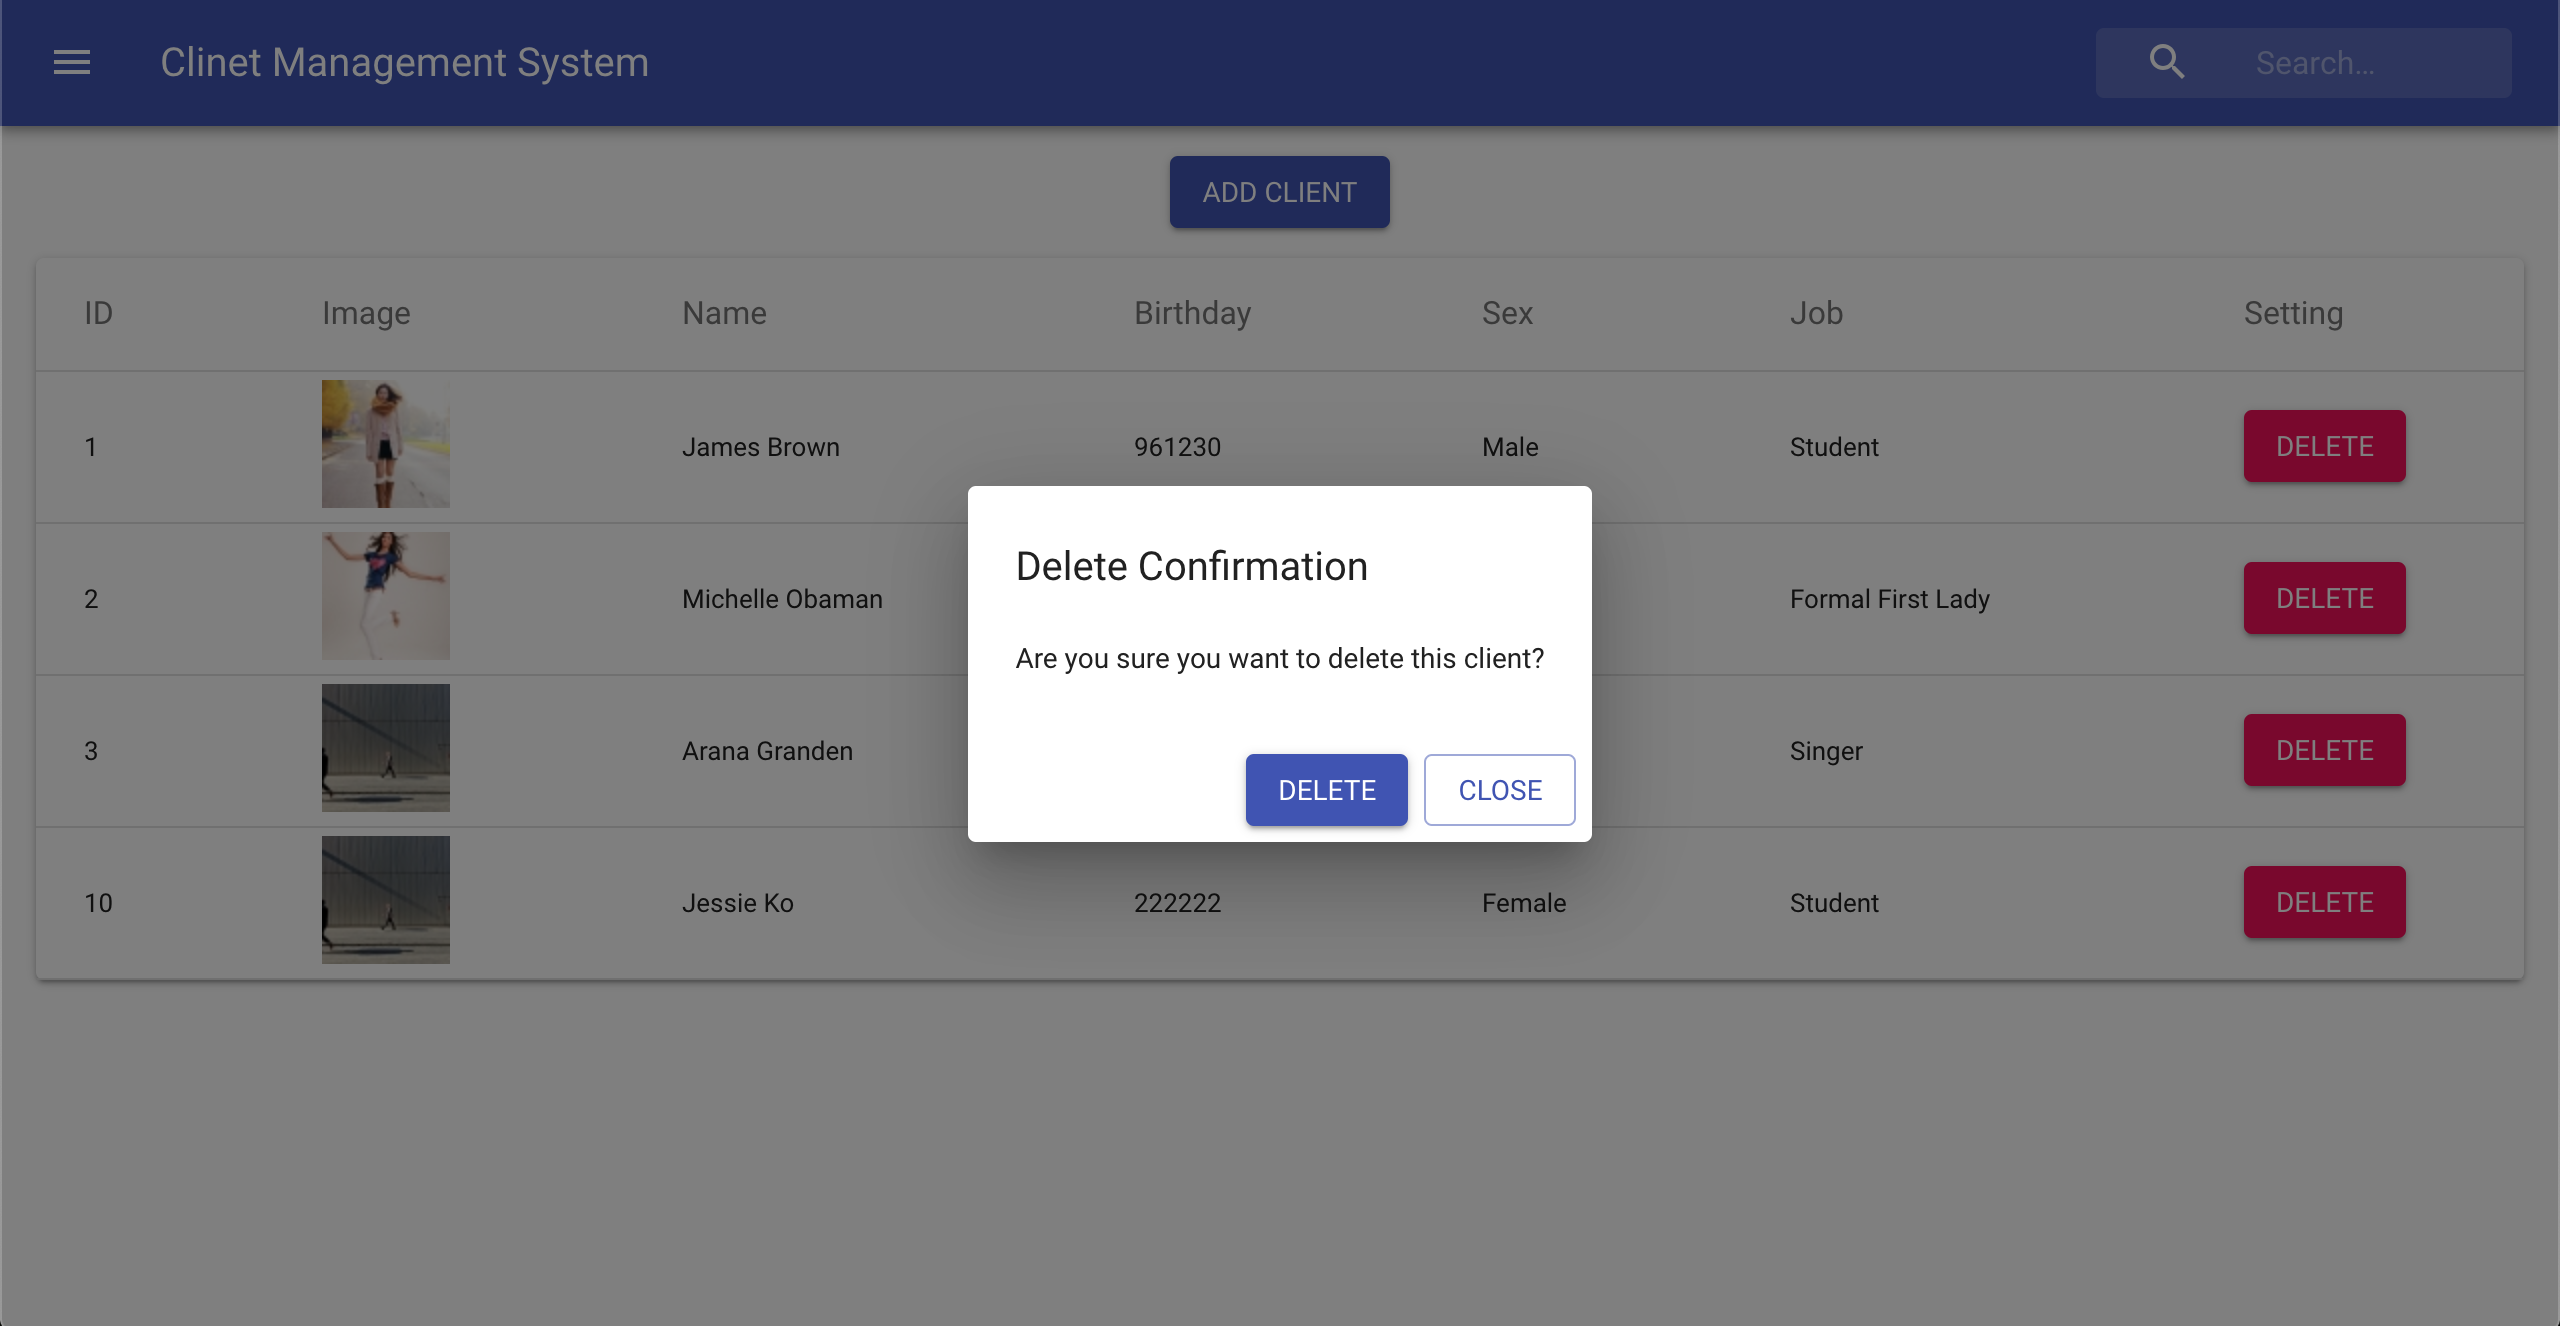 Clinet Management System
Search...
ADD CLIENT
ID Image Name Birthday Sex Job Setting
1 James Brown 961230 Male Student DELETE
2 Michelle Obaman Formal First Lady DELETE
3 Arana Granden Singer DELETE
10 Jessie Ko 222222 Female Student DELETE
Delete Confirmation
Are you sure you want to delete this client?
DELETE CLOSE